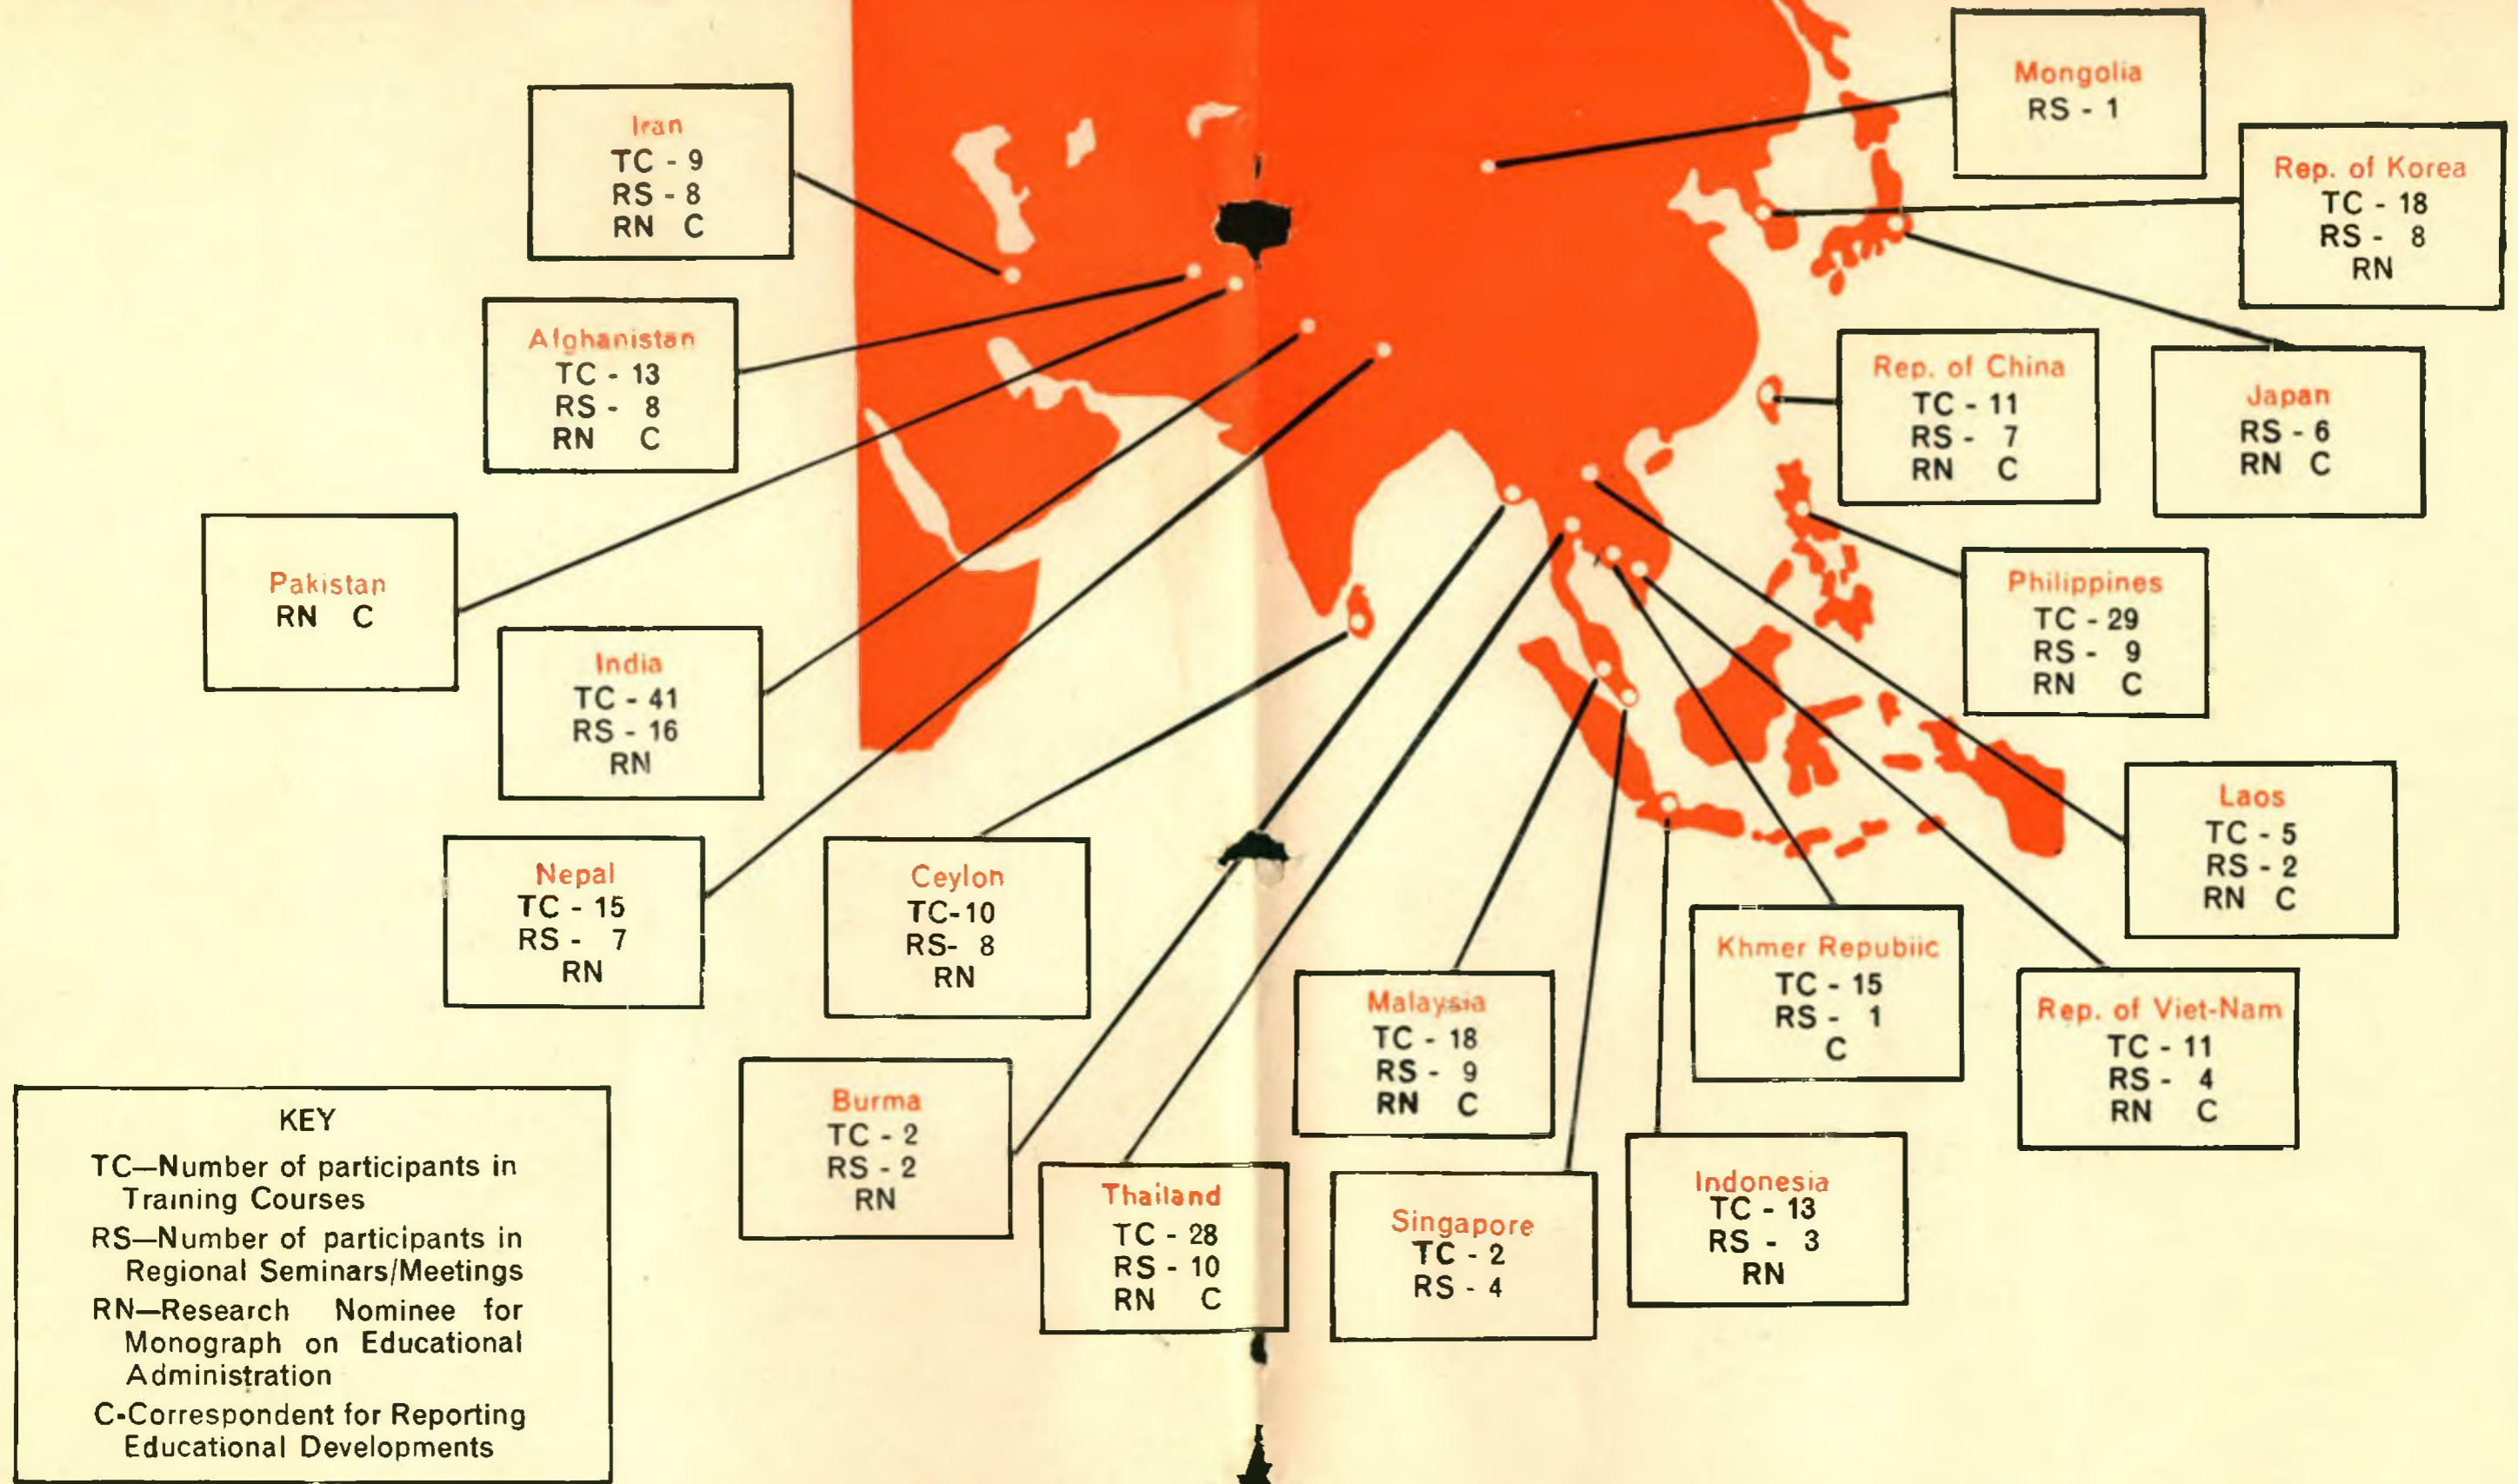 Mongolia
RS - 1
Iran
TC - 9
RS - 8
RN C
Rep. of Korea
TC - 18
RS - 8
RN
Afghanistan
TC - 13
RS - 8
RN C
Rep. of China
TC - 11
RS - 7
RN C
Japan
RS - 6
RN C
Pakistan
RN C
Philippines
TC - 29
RS - 9
RN C
India
TC - 41
RS - 16
RN
Laos
TC - 5
RS - 2
RN C
Nepal
TC - 15
RS - 7
RN
Ceylon
TC-10
RS- 8
RN
Khmer Repubiic
TC - 15
RS - 1
C
Malaysia
TC - 18
RS - 9
RN C
Rep. of Viet-Nam
TC - 11
RS - 4
RN C
Burma
TC - 2
RS - 2
RN
Thailand
TC - 28
RS - 10
RN C
Singapore
TC - 2
RS - 4
Indonesia
TC - 13
RS - 3
RN
KEY
TC—Number of participants in
Training Courses
RS—Number of participants in
Regional Seminars/Meetings
RN—Research Nominee for
Monograph on Educational
Administration
C-Correspondent for Reporting
Educational Developments